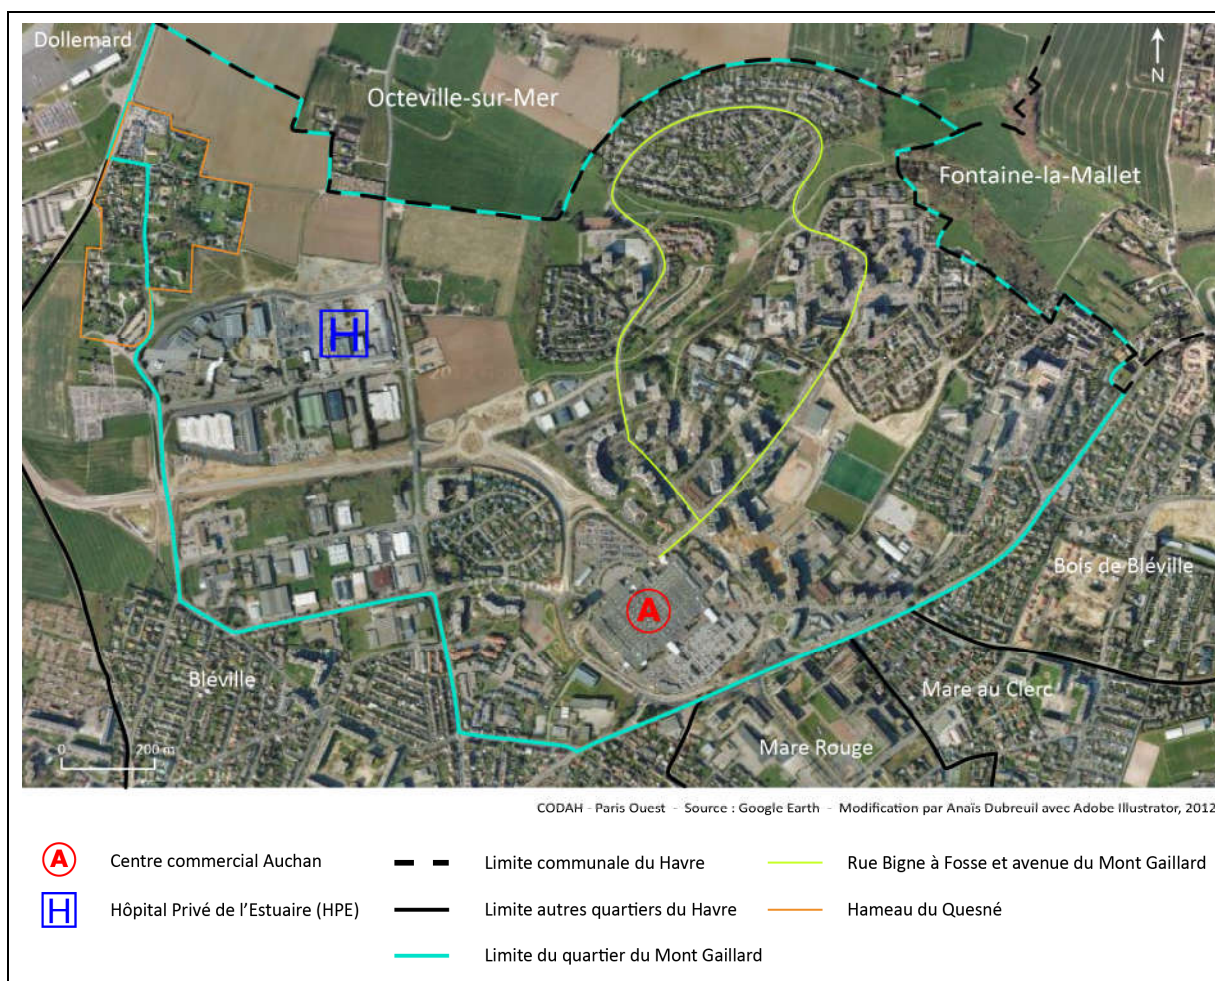 Dollemard
Octeville-sur-Mer
N
Fontaine-la-Mallet
H
Bois de Bléville
A
Bléville
Mare au Clerc
Mare Rouge
0 200 m
CODAH - Paris Ouest - Source : Google Earth - Modification par Anaïs Dubreuil avec Adobe Illustrator, 2012
A Centre commercial Auchan
Limite communale du Havre
Rue Bigne à Fosse et avenue du Mont Gaillard
H Hôpital Privé de l'Estuaire (HPE)
Limite autres quartiers du Havre
Hameau du Quesné
Limite du quartier du Mont Gaillard